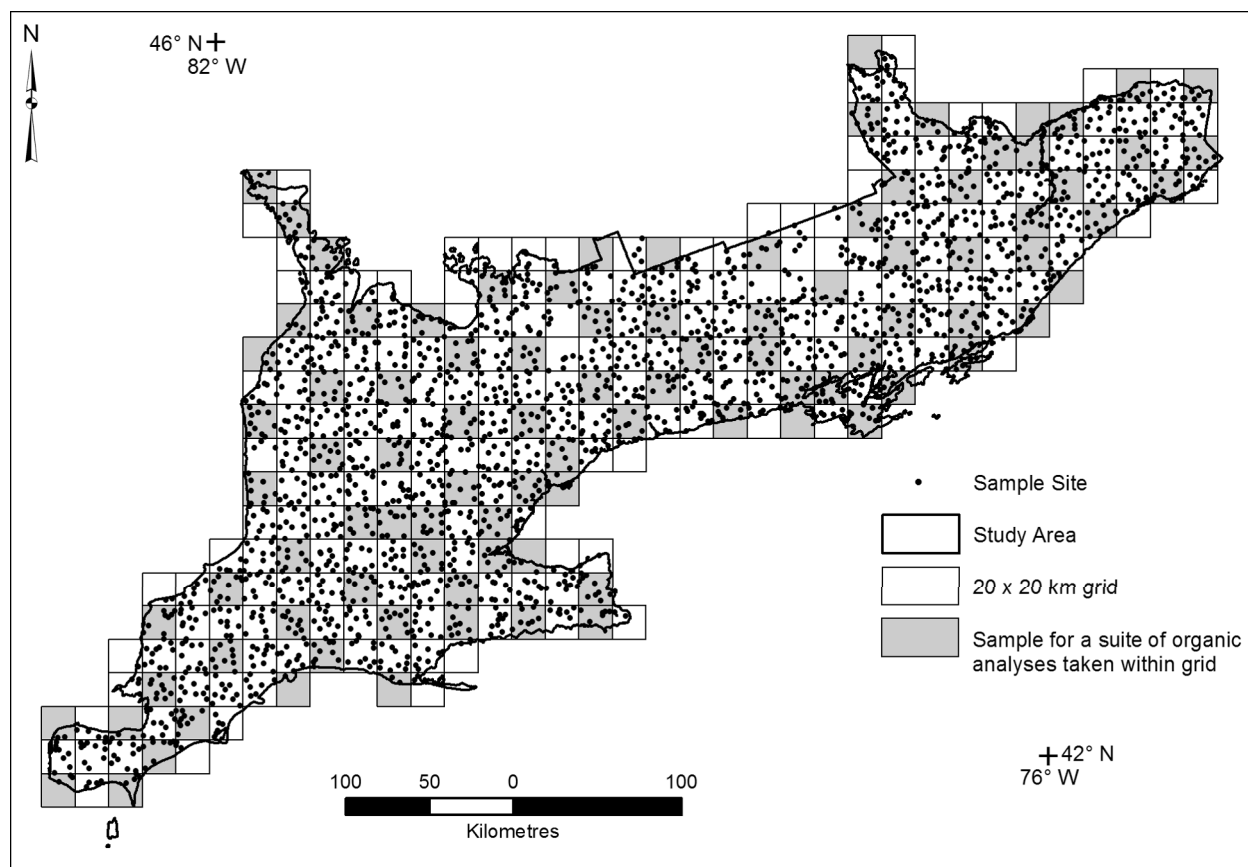 N
46° N
82° W
Sample Site
Study Area
20 x 20 km grid
Sample for a suite of organic
analyses taken within grid
42° N
76° W
100 50 0 100
Kilometres